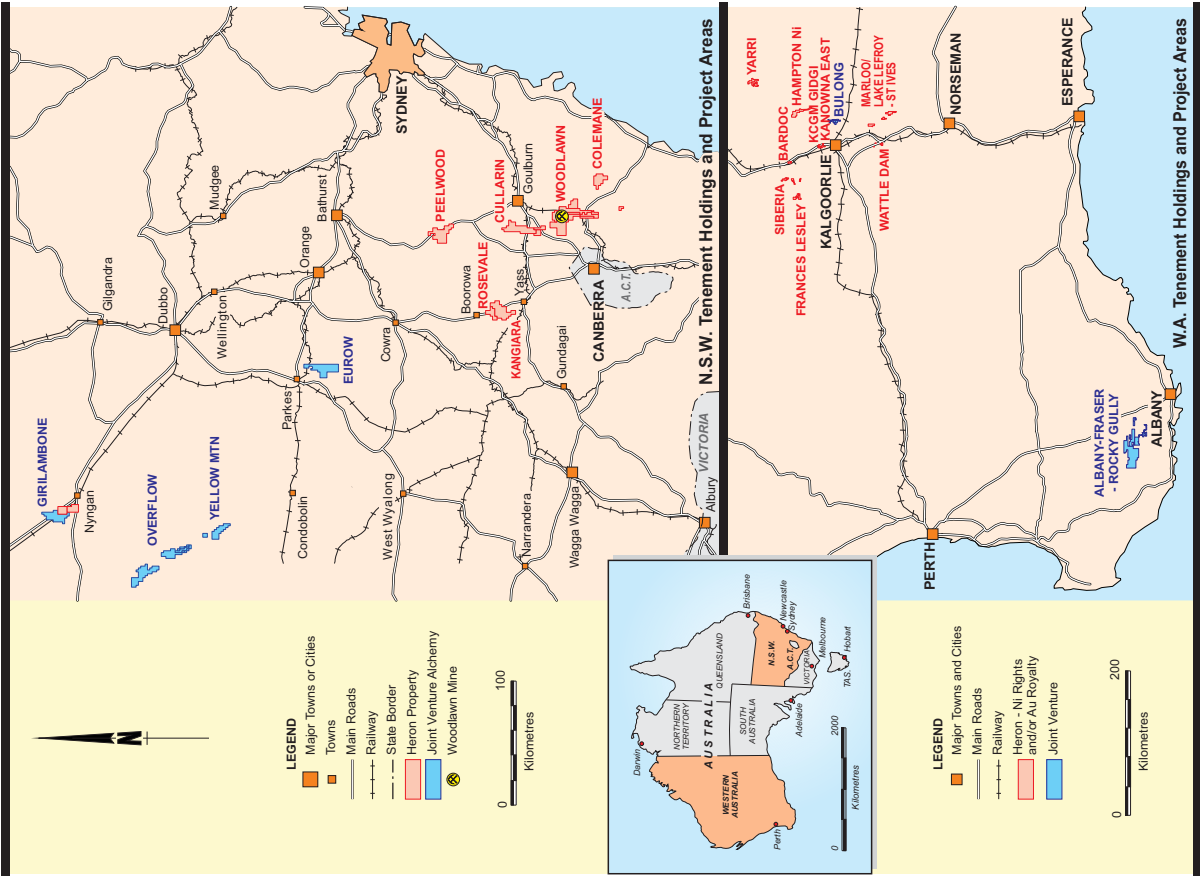 LEGEND
Major Towns or Cities
Towns
Main Roads
Railway
State Border
Heron Property
Joint Venture Alchemy
Woodlawn Mine
0
100
Kilometres
N
GIRILAMBONE
Nyngan
OVERFLOW
YELLOW MTN
Condobolin
West Wyalong
Narrandera
Wagga Wagga
Albury
VICTORIA
Gilgandra
Dubbo
Wellington
Mudgee
Parkes
EUROW
Orange
Bathurst
Cowra
SYDNEY
PEELWOOD
Boorowa
ROSEVALE
KANGIARA
Yass
CULLARIN
Goulburn
WOODLAWN
COLEMANE
Gundagai
CANBERRA
A.C.T.
N.S.W. Tenement Holdings and Project Areas
Darwin
NORTHERN
TERRITORY
QUEENSLAND
Brisbane
AUSTRALIA
WESTERN
AUSTRALIA
SOUTH
AUSTRALIA
N.S.W.
Newcastle
Sydney
A.C.T.
VICTORIA
Melbourne
Adelaide
Perth
TAS.
Hobart
0
2000
Kilometres
LEGEND
Major Towns and Cities
Main Roads
Railway
Heron - Ni Rights
and/or Au Royalty
Joint Venture
0
200
Kilometres
YARRI
HAMPTON Ni
BARDOC
KCGM GIDGI
KANOWNA EAST
BULONG
SIBERIA
FRANCES LESLEY
KALGOORLIE
MARLOO/
LAKE LEFROY
- ST IVES
WATTLE DAM
NORSEMAN
ESPERANCE
PERTH
ALBANY-FRASER
- ROCKY GULLY
ALBANY
W.A. Tenement Holdings and Project Areas